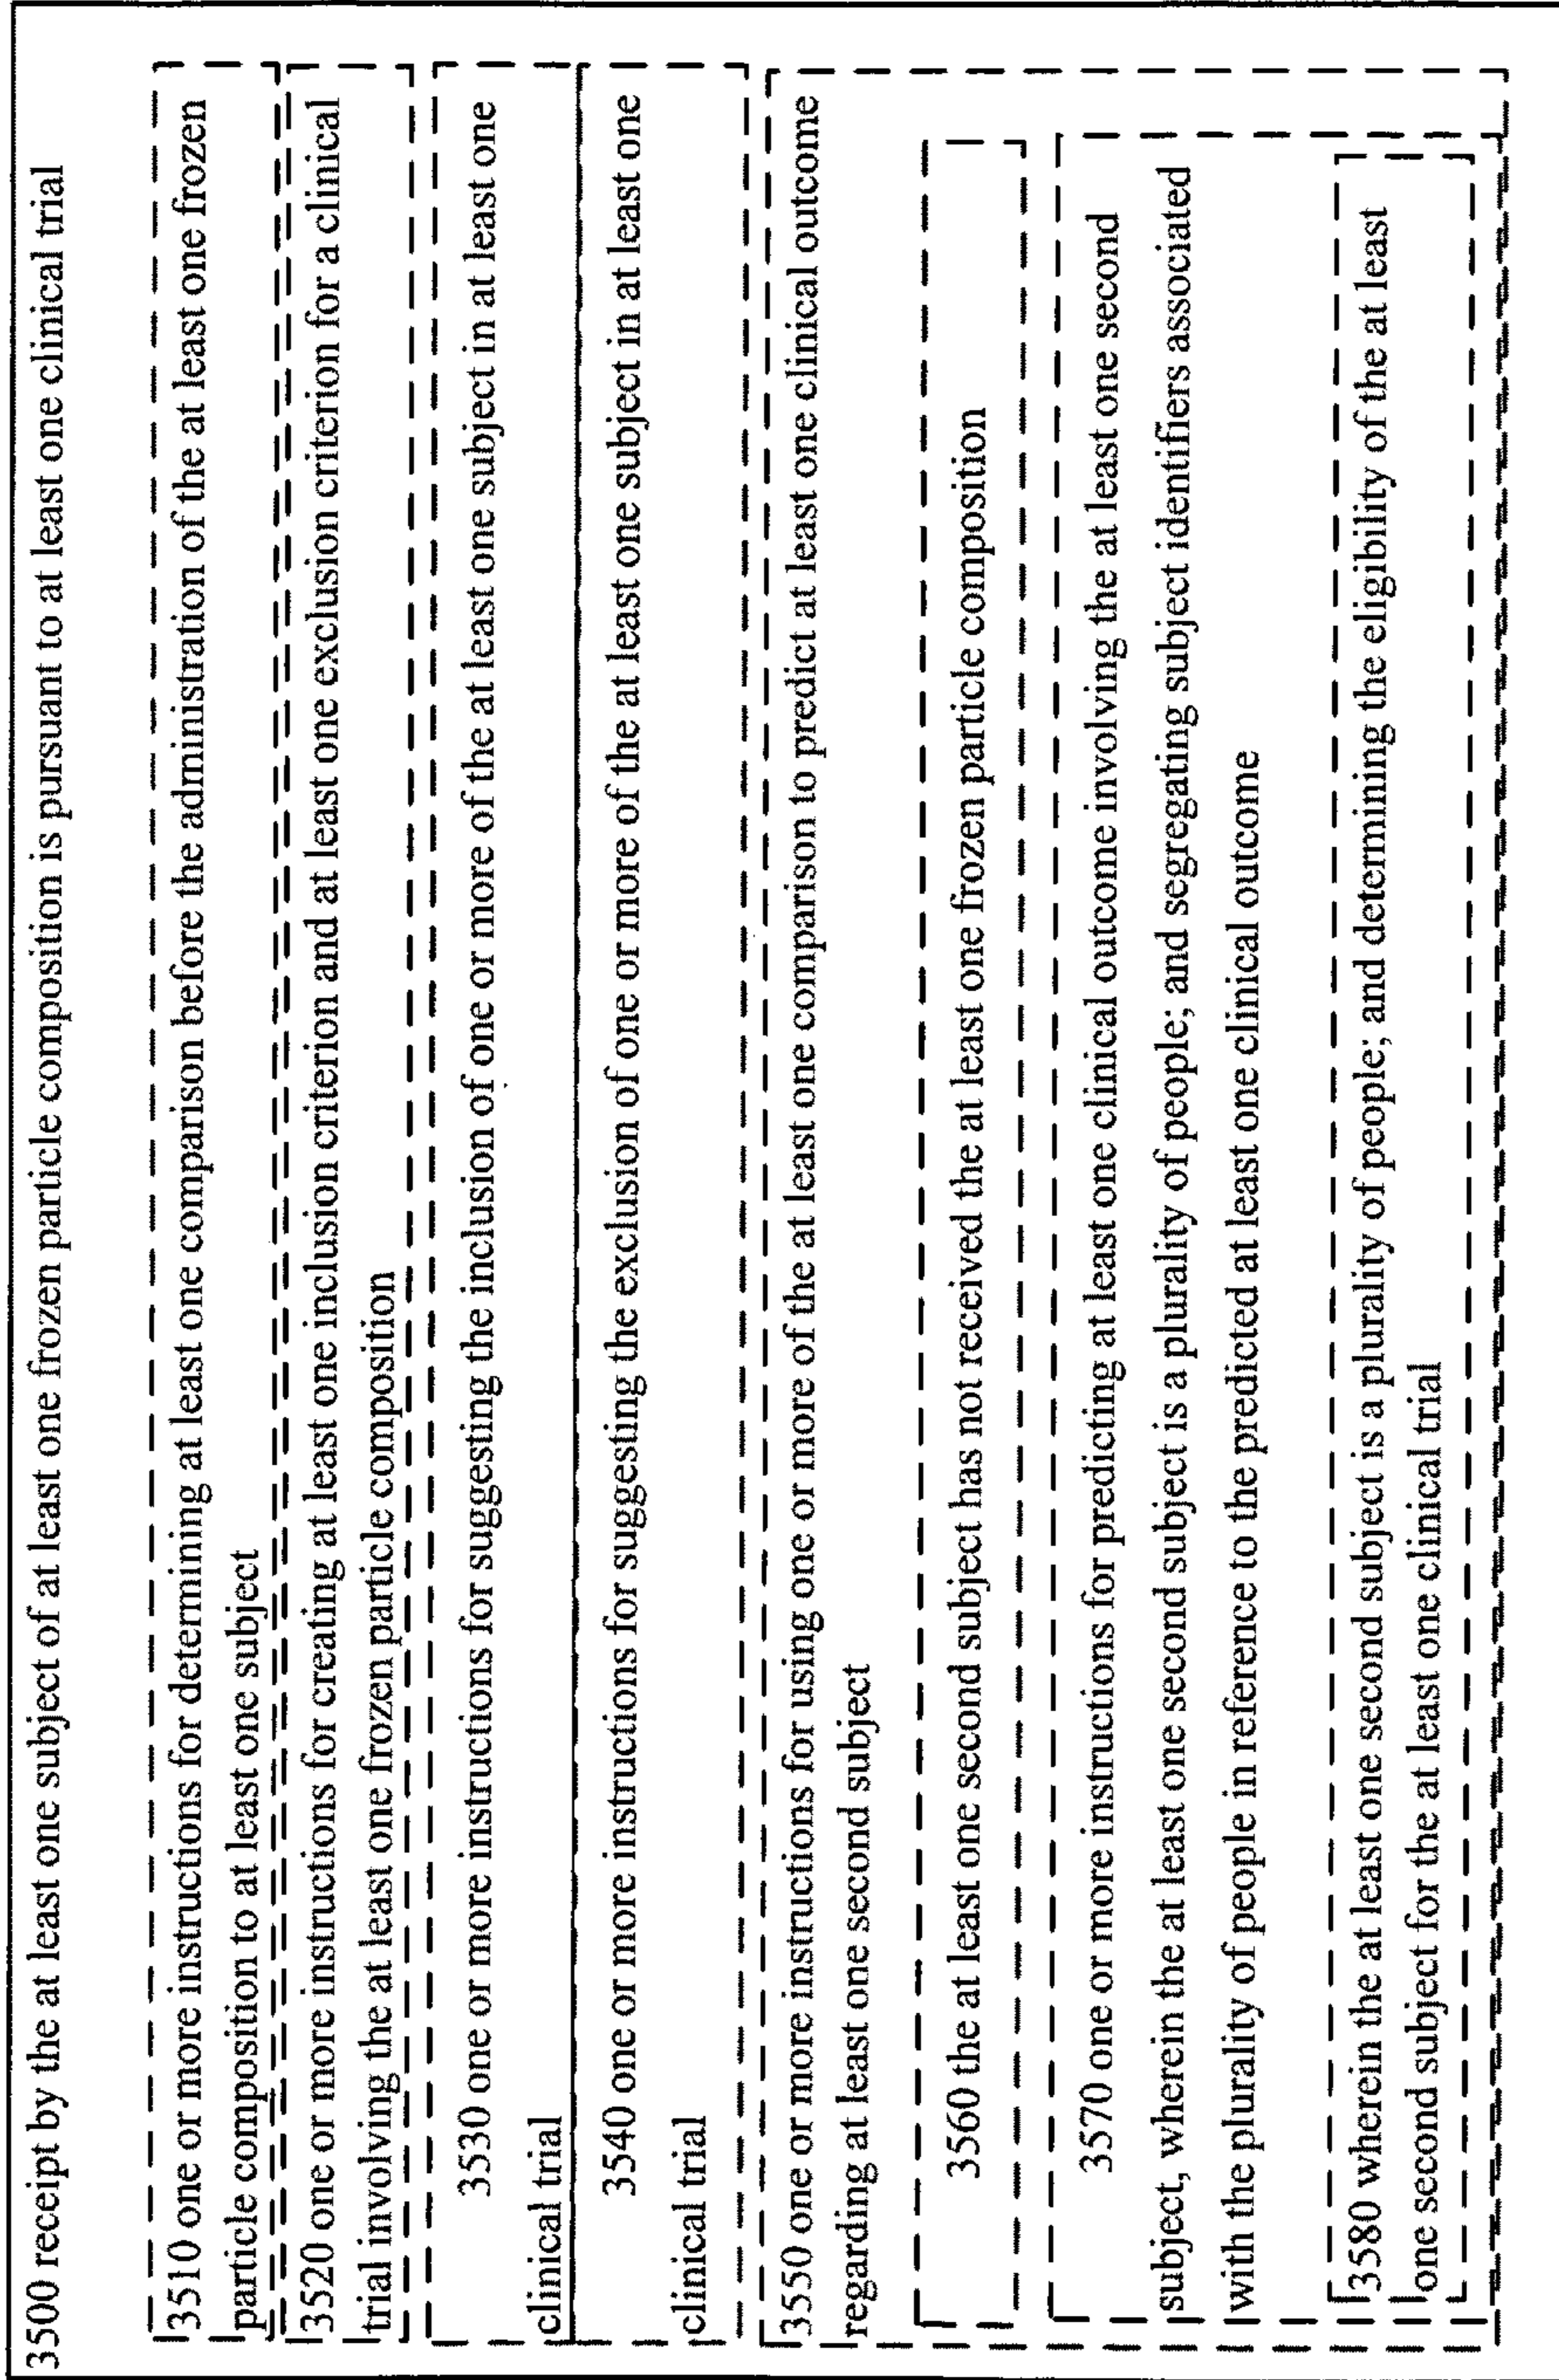 3500 receipt by the at least one subject of at least one frozen particle composition is pursuant to at least one clinical trial
3510 one or more instructions for determining at least one comparison before the administration of the at least one frozen
particle composition to at least one subject
3520 one or more instructions for creating at least one inclusion criterion and at least one exclusion criterion for a clinical
trial involving the at least one frozen particle composition
3530 one or more instructions for suggesting the inclusion of one or more of the at least one subject in at least one
clinical trial
3540 one or more instructions for suggesting the exclusion of one or more of the at least one subject in at least one
clinical trial
3550 one or more instructions for using one or more of the at least one comparison to predict at least one clinical outcome
regarding at least one second subject
3560 the at least one second subject has not received the at least one frozen particle composition
3570 one or more instructions for predicting at least one clinical outcome involving the at least one second
subject, wherein the at least one second subject is a plurality of people; and segregating subject identifiers associated
with the plurality of people in reference to the predicted at least one clinical outcome
3580 wherein the at least one second subject is a plurality of people; and determining the eligibility of the at least
one second subject for the at least one clinical trial